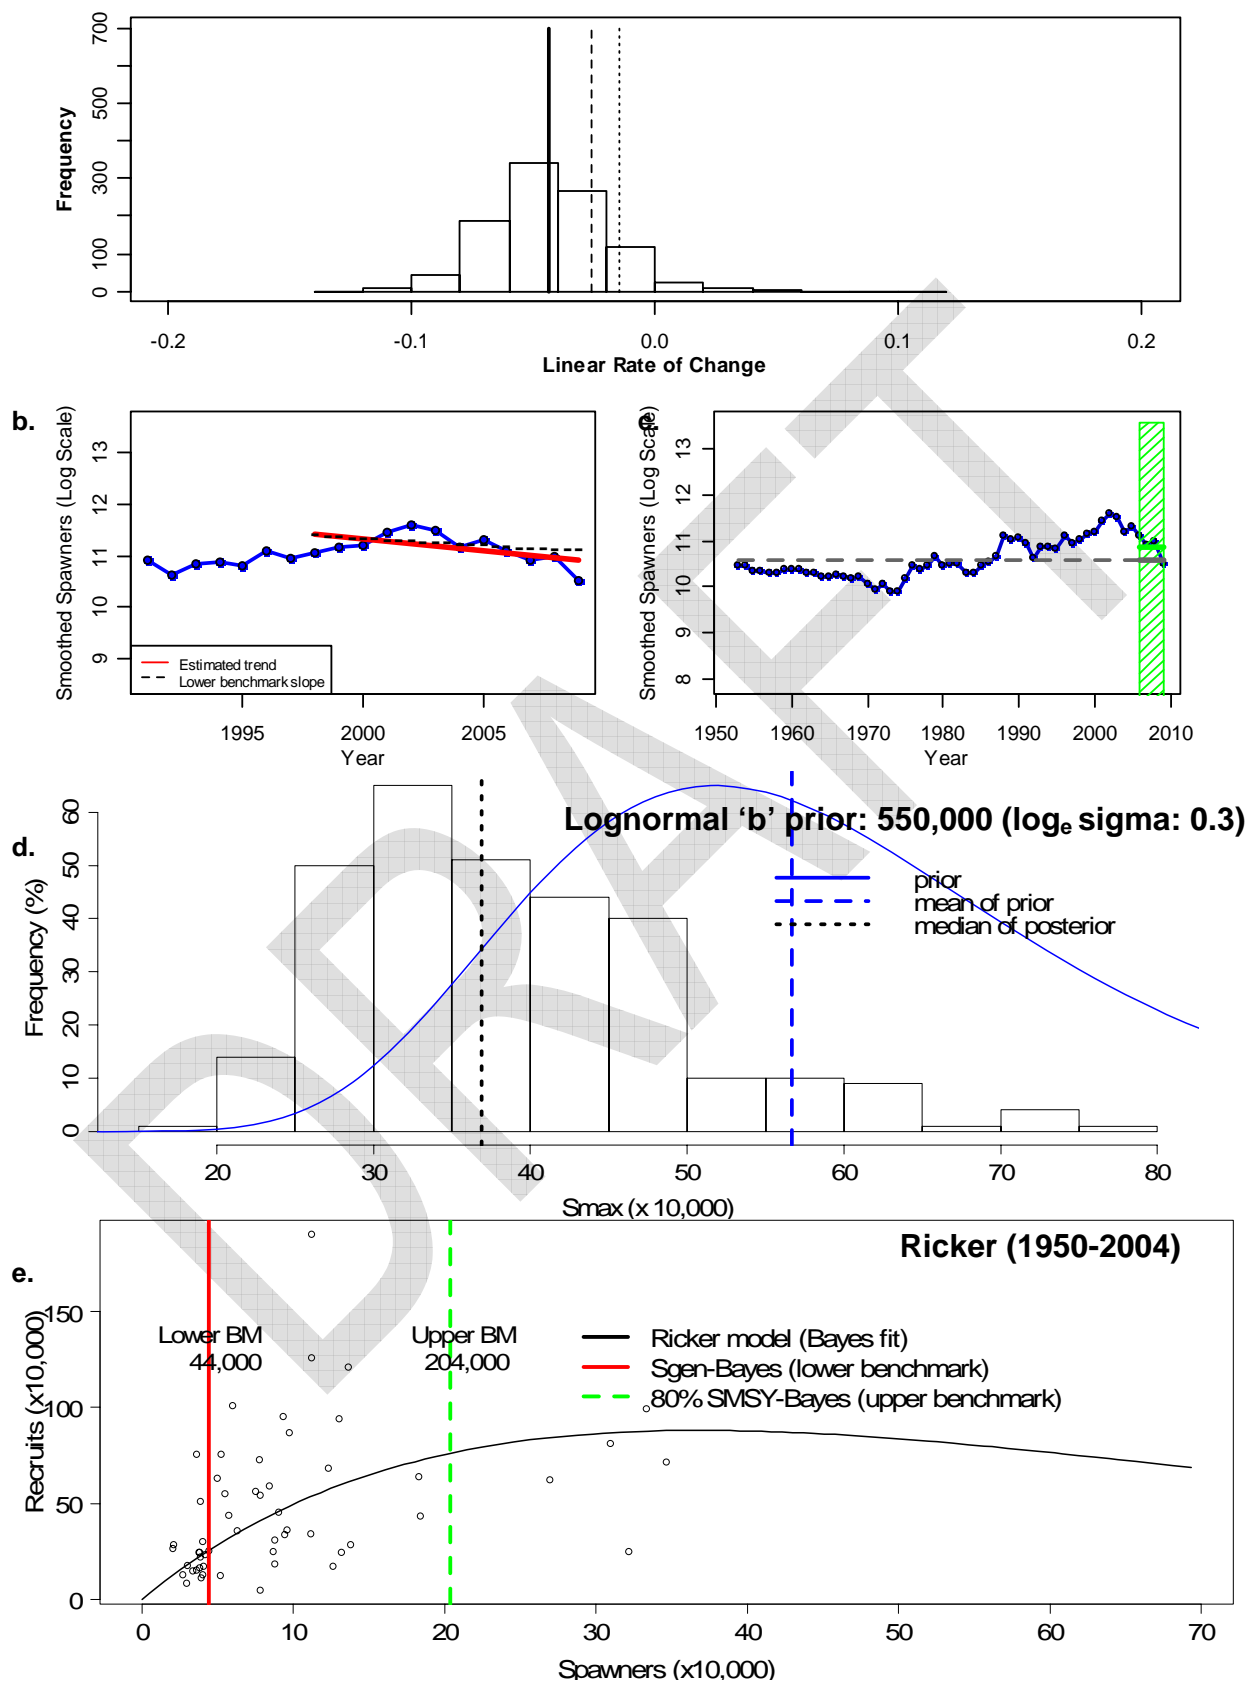 700
500
300
100
0
Frequency
-0.2
-0.1
0.0
0.1
0.2
Linear Rate of Change
b.
Smoothed Spawners (Log Scale)
13
12
11
10
9
Estimated trend
Lower benchmark slope
1995
2000
2005
Year
c.
Smoothed Spawners (Log Scale)
13
12
11
10
9
8
1950
1960
1970
1980
1990
2000
2010
Year
d.
Lognormal ‘b’ prior: 550,000 (loge sigma: 0.3)
prior
mean of prior
median of posterior
Frequency (%)
60
50
40
30
20
10
0
20
30
40
50
60
70
80
Smax (x 10,000)
e.
Ricker (1950-2004)
Lower BM
44,000
Upper BM
204,000
Ricker model (Bayes fit)
Sgen-Bayes (lower benchmark)
80% SMSY-Bayes (upper benchmark)
Recruits (x10,000)
150
100
50
0
0
10
20
30
40
50
60
70
Spawners (x10,000)
DRAFT